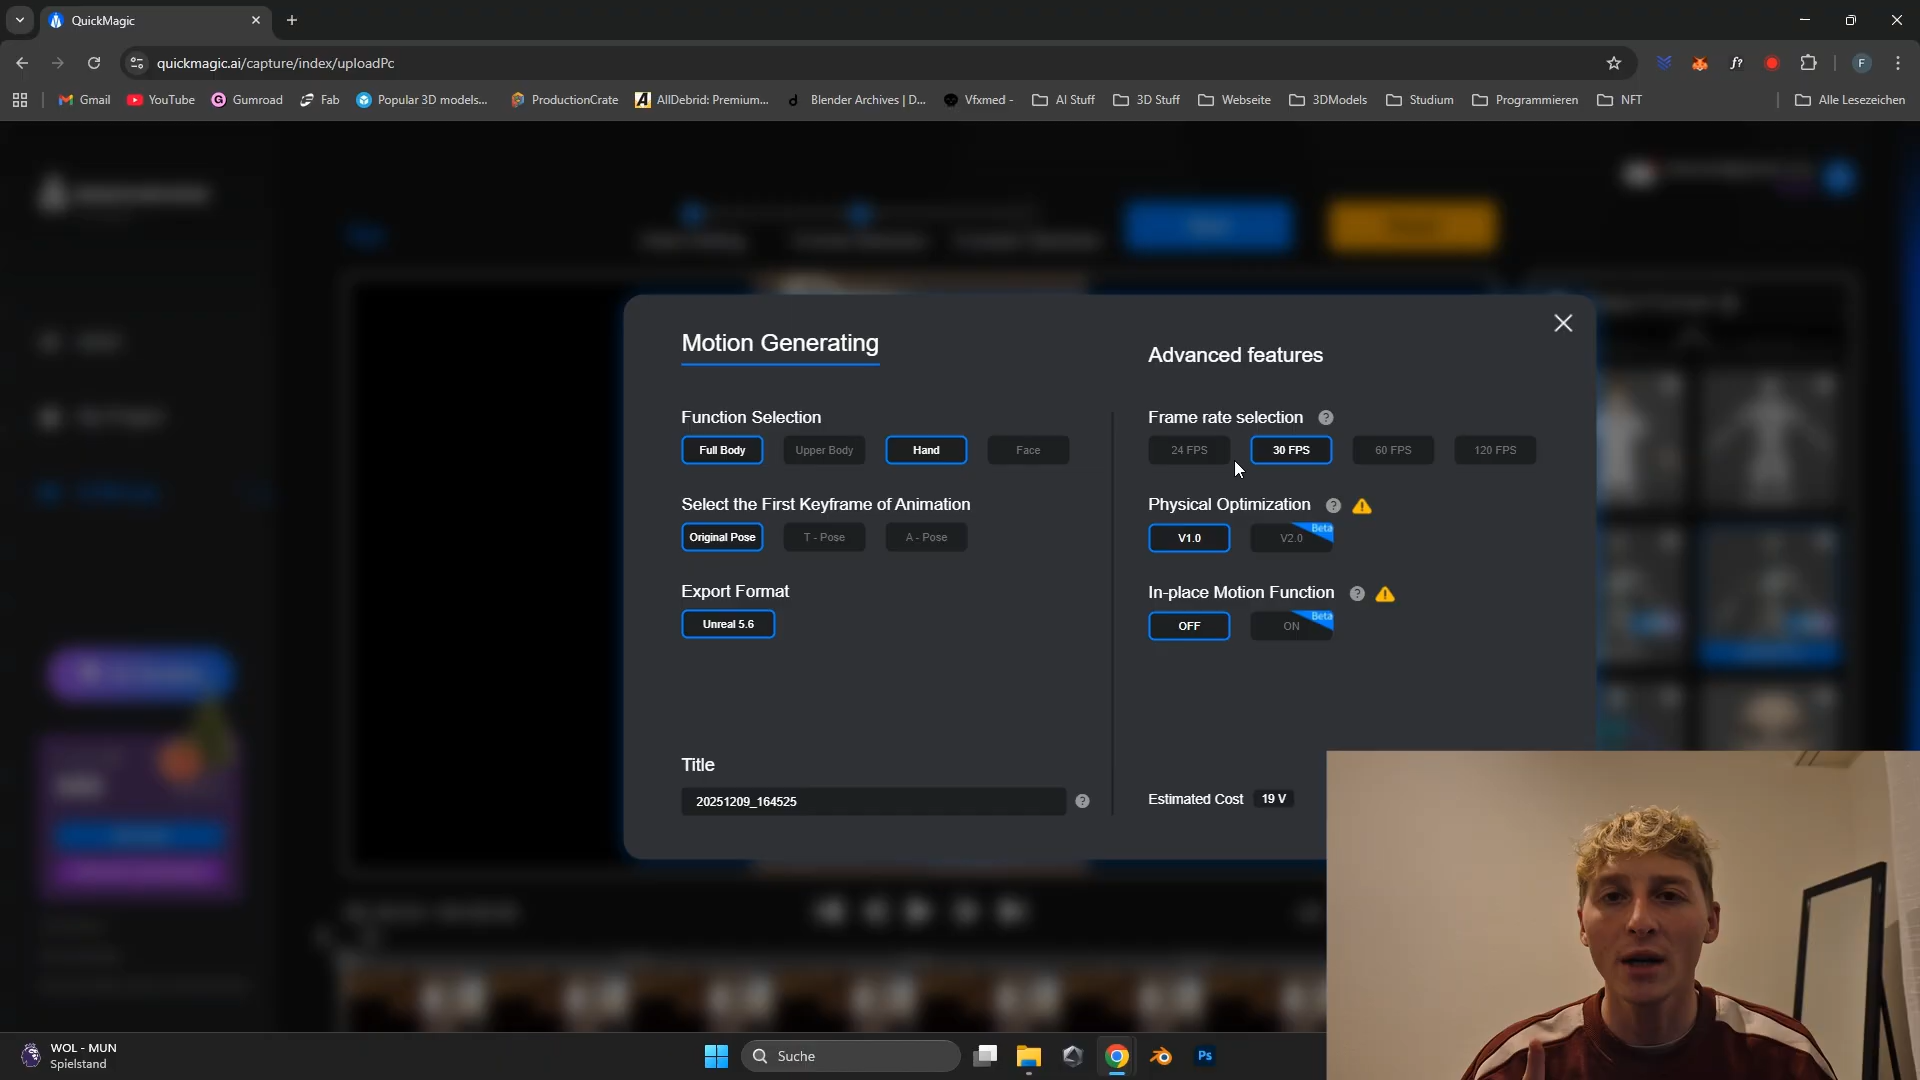 QuickMagic
quickmagic.ai/capture/index/uploadPc
F
Gmail
YouTube
Gumroad
Fab
Popular 3D models...
ProductionCrate
AllDebrid: Premium...
Blender Archives | D...
Vfxmed -
AI Stuff
3D Stuff
Webseite
3DModels
Studium
Programmieren
NFT
Alle Lesezeichen
Motion Generating
Advanced features
Function Selection
Full Body
Upper Body
Hand
Face
Frame rate selection ?
24 FPS
30 FPS
60 FPS
120 FPS
Select the First Keyframe of Animation
Original Pose
T - Pose
A - Pose
Physical Optimization ?
V1.0
V2.0
Beta
Export Format
Unreal 5.6
In-place Motion Function ?
OFF
ON
Beta
Title
20251209_164525
?
Estimated Cost 19 V
WOL - MUN
Spielstand
Suche
Ps